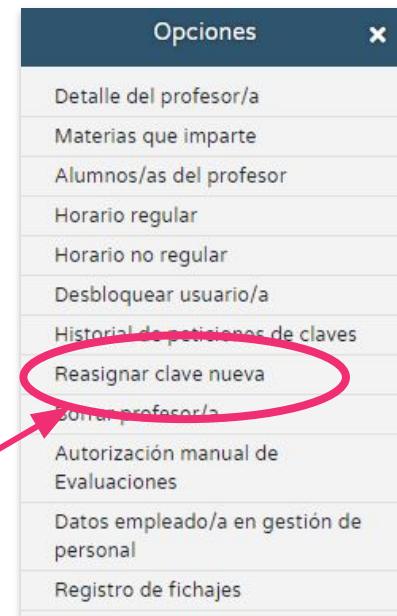 Opciones
Detalle del profesor/a
Materias que imparte
Alumnos/as del profesor
Horario regular
Horario no regular
Desbloquear usuario/a
Historial de peticiones de claves
Reasignar clave nueva
Borrar profesor/a
Autorización manual de
Evaluaciones
Datos empleado/a en gestión de
personal
Registro de fichajes